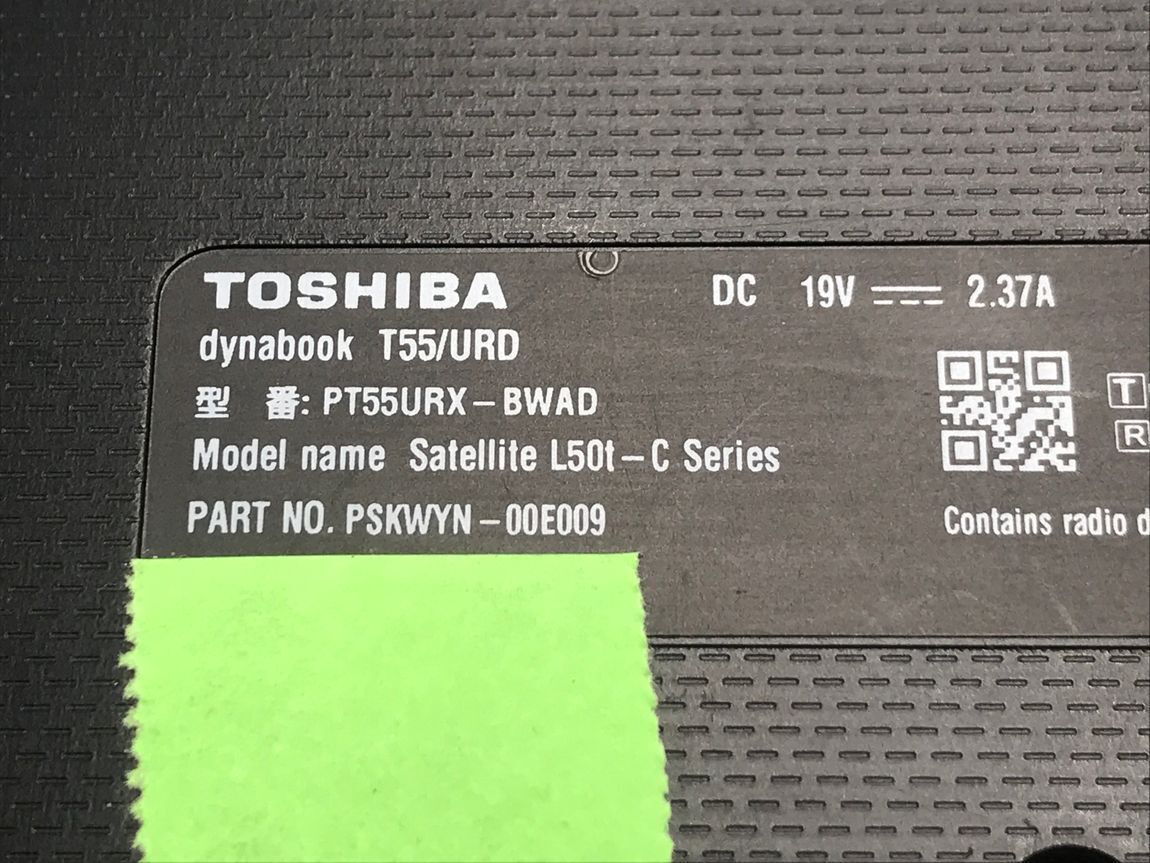 TOSHIBA
DC 19V 2.37A
dynabook T55/URD
型 番: PT55URX-BWAD
Model name Satellite L50t-C Series
PART NO. PSKWYN-00E009
T
R
Contains radio d